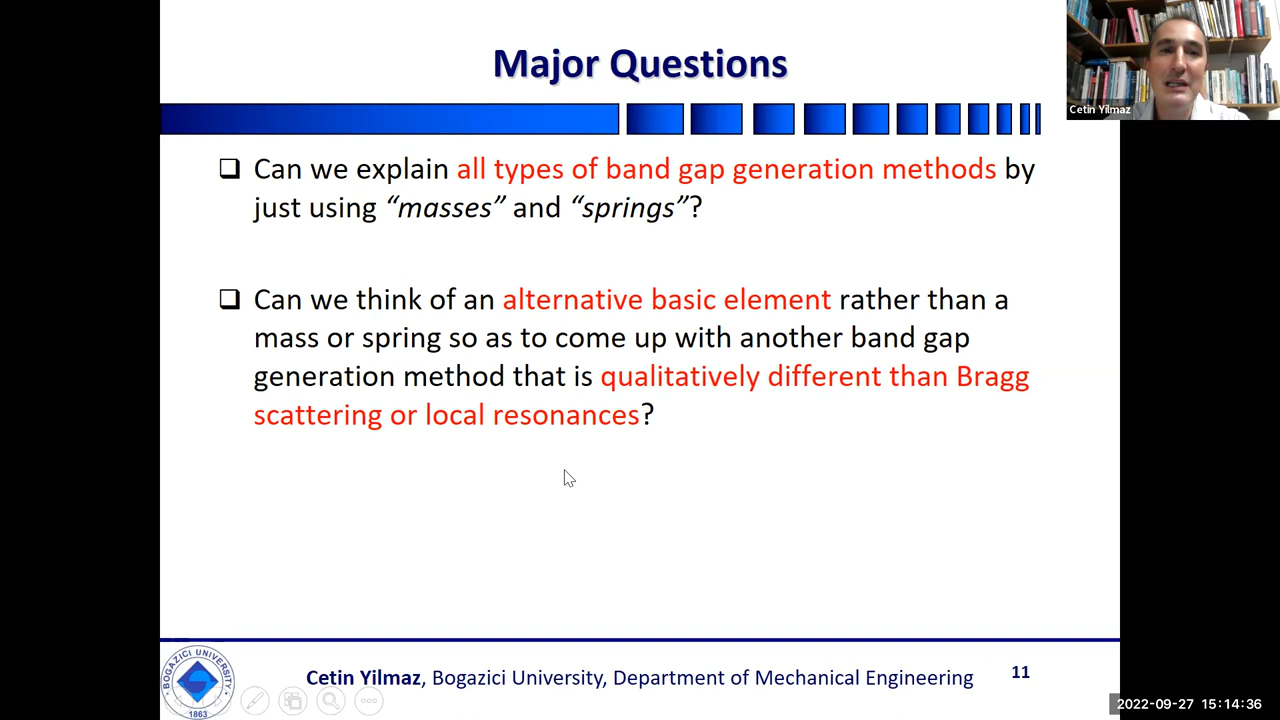 Major Questions
Cetin Yilmaz
❑ Can we explain all types of band gap generation methods by
just using “masses” and “springs”?
❑ Can we think of an alternative basic element rather than a
mass or spring so as to come up with another band gap
generation method that is qualitatively different than Bragg
scattering or local resonances?
BOGAZICI UNIVERSITY
1863
Cetin Yilmaz, Bogazici University, Department of Mechanical Engineering
11
2022-09-27 15:14:36